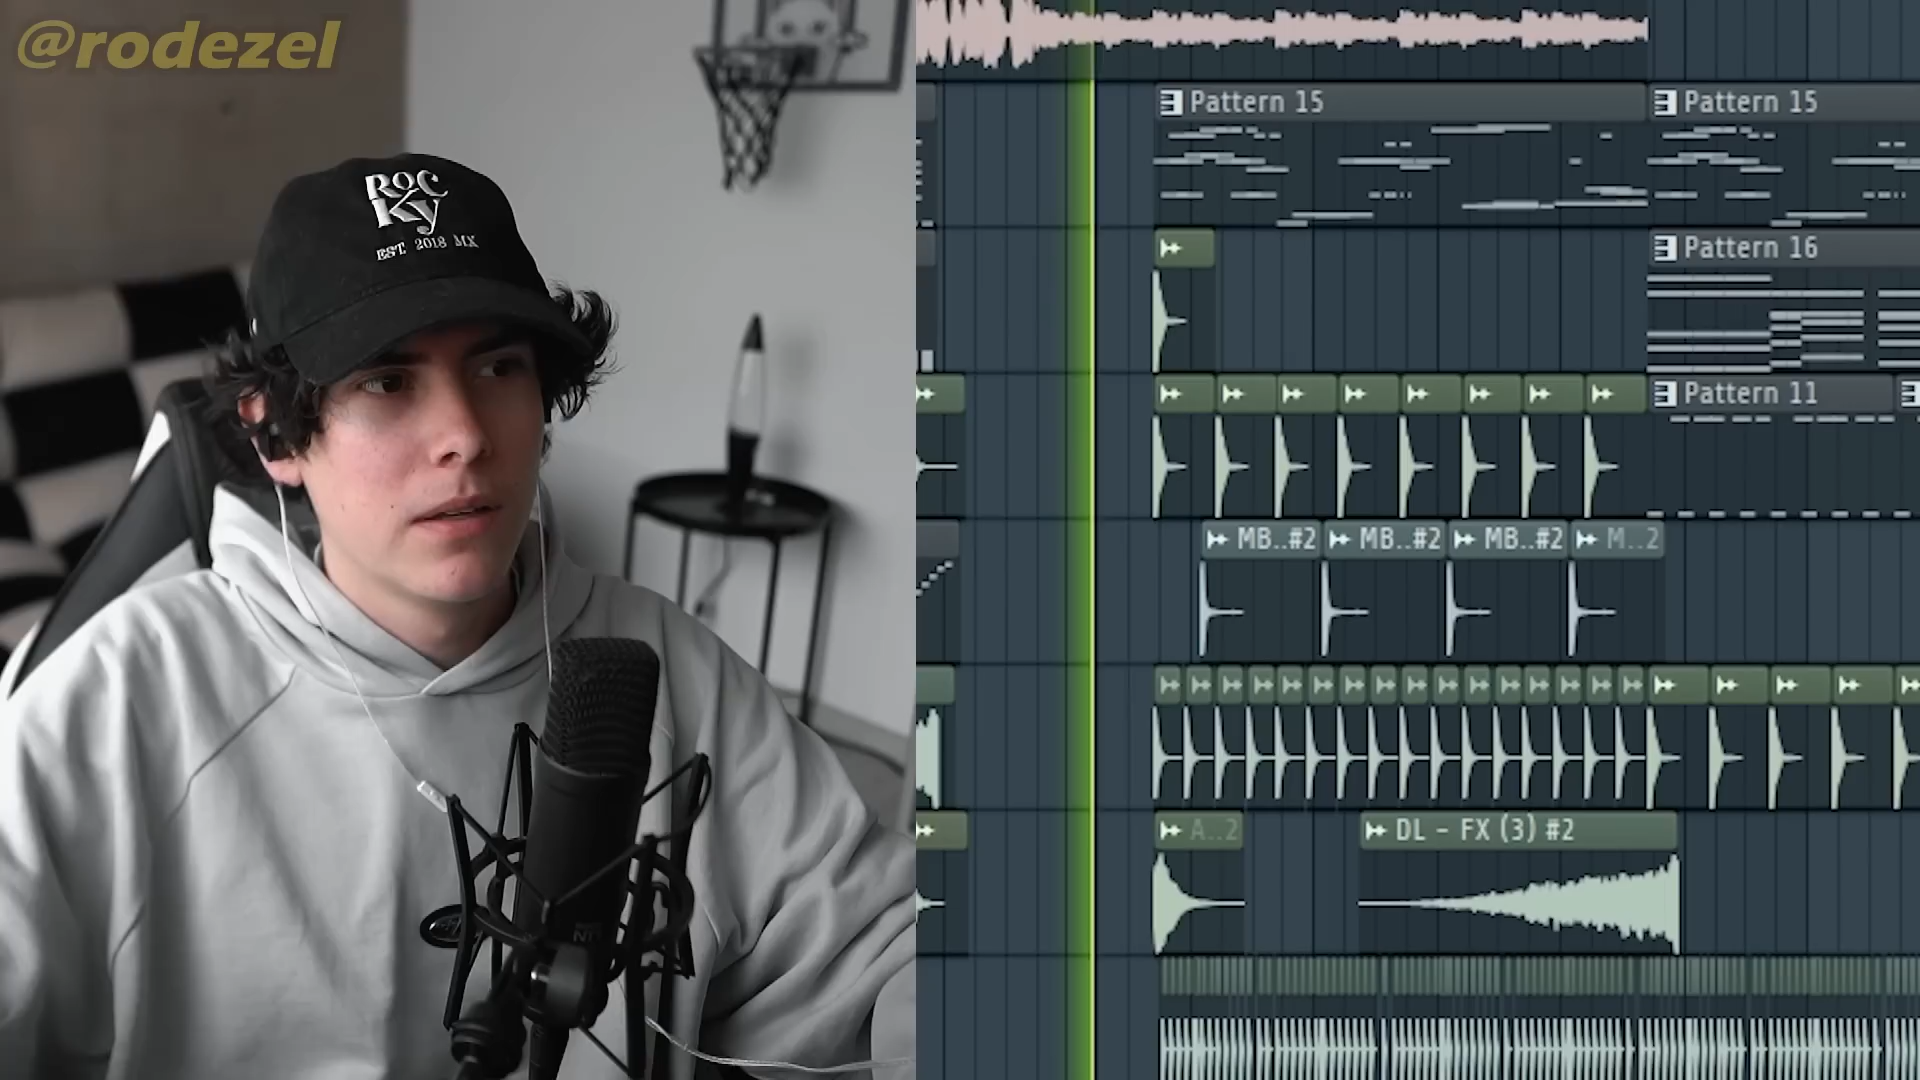 @rodezel
ROC
KY
EST. 2018 MX
Pattern 15
Pattern 15
Pattern 16
Pattern 11
MB..#2
MB..#2
MB..#2
M..2
A..2
DL - FX (3) #2
NT